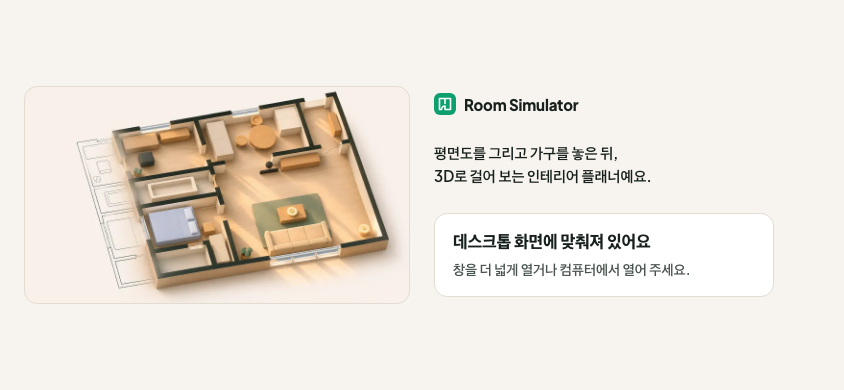 Room Simulator
평면도를 그리고 가구를 놓은 뒤,
3D로 걸어 보는 인테리어 플래너예요.
데스크톱 화면에 맞춰져 있어요
창을 더 넓게 열거나 컴퓨터에서 열어 주세요.